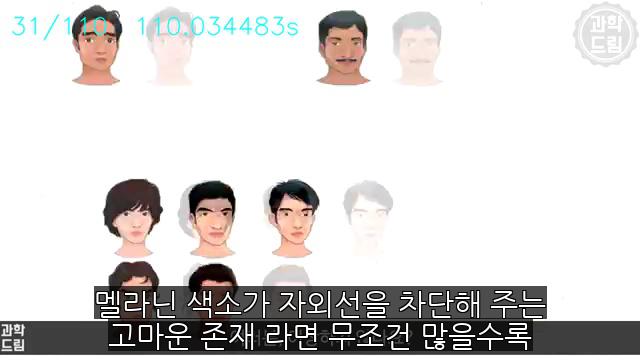 31/110, 110.034483s
과학
드림
멜라닌 색소가 자외선을 차단해 주는
고마운 존재 라면 무조건 많을수록
과학
드림